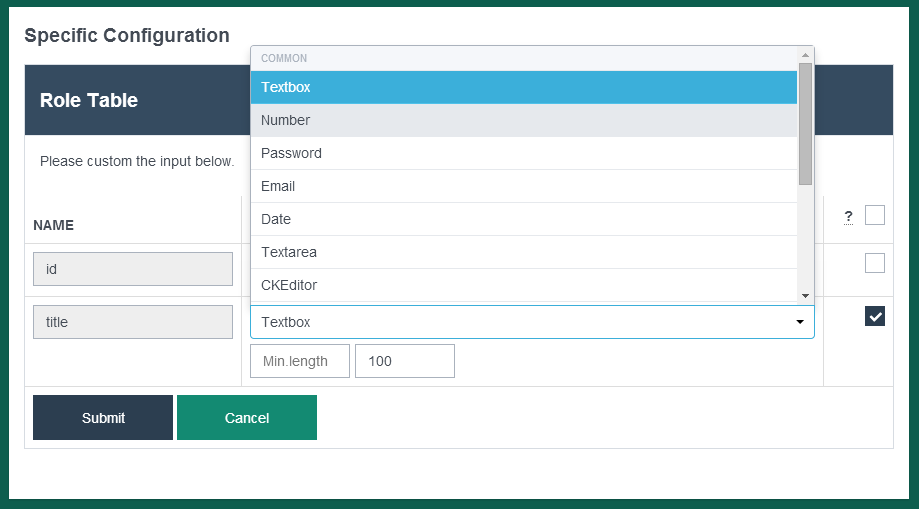 Specific Configuration
COMMON
Role Table
Textbox
Number
Please custom the input below.
Password
Email
NAME
Date
?
Textarea
id
CKEditor
title
Textbox
Min.length
100
Submit
Cancel